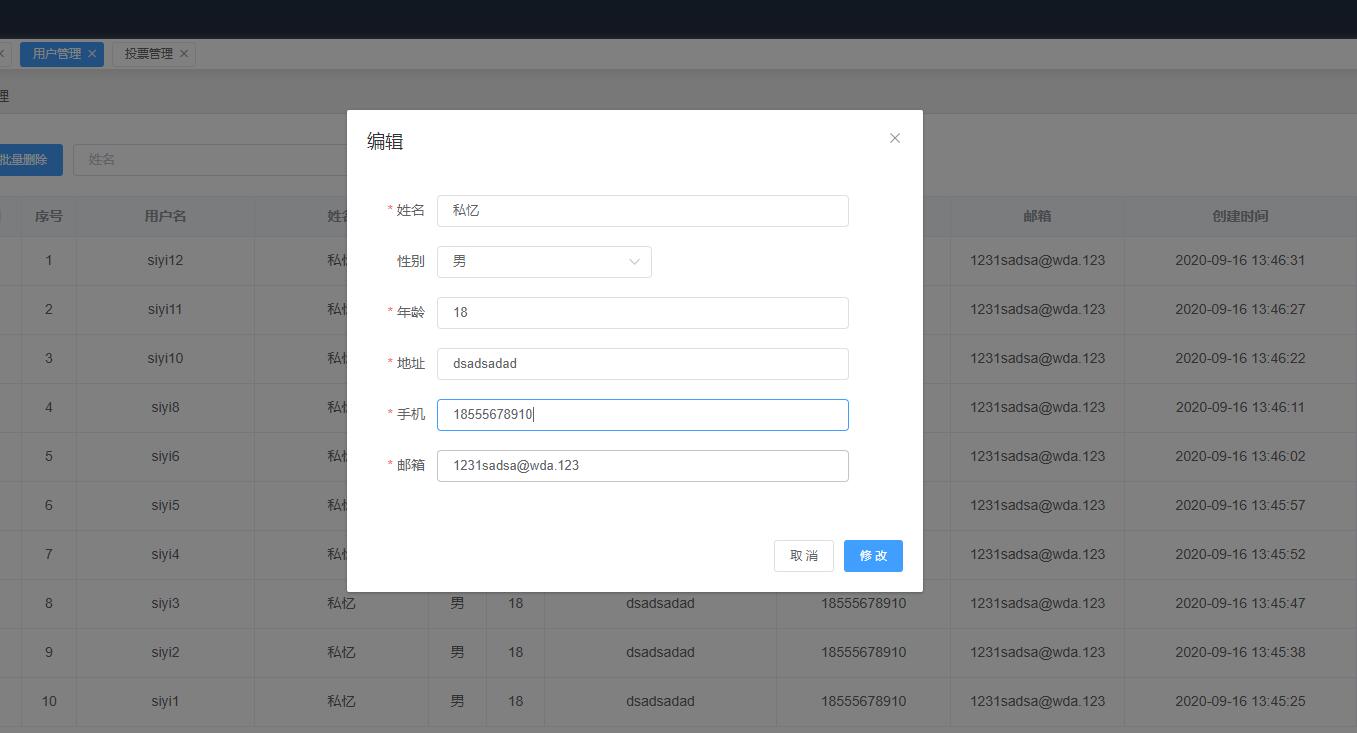 用户管理 投票管理
理
批量删除 姓名
序号 用户名 姓名 邮箱 创建时间
编辑
* 姓名 私忆
性别 男
* 年龄 18
* 地址 dsadsadad
* 手机 18555678910
* 邮箱 1231sadsa@wda.123
取消 修改
1 siyi12 私忆 1231sadsa@wda.123 2020-09-16 13:46:31
2 siyi11 私忆 1231sadsa@wda.123 2020-09-16 13:46:27
3 siyi10 私忆 1231sadsa@wda.123 2020-09-16 13:46:22
4 siyi8 私忆 1231sadsa@wda.123 2020-09-16 13:46:11
5 siyi6 私忆 1231sadsa@wda.123 2020-09-16 13:46:02
6 siyi5 私忆 1231sadsa@wda.123 2020-09-16 13:45:57
7 siyi4 私忆 1231sadsa@wda.123 2020-09-16 13:45:52
8 siyi3 私忆 男 18 dsadsadad 18555678910 1231sadsa@wda.123 2020-09-16 13:45:47
9 siyi2 私忆 男 18 dsadsadad 18555678910 1231sadsa@wda.123 2020-09-16 13:45:38
10 siyi1 私忆 男 18 dsadsadad 18555678910 1231sadsa@wda.123 2020-09-16 13:45:25